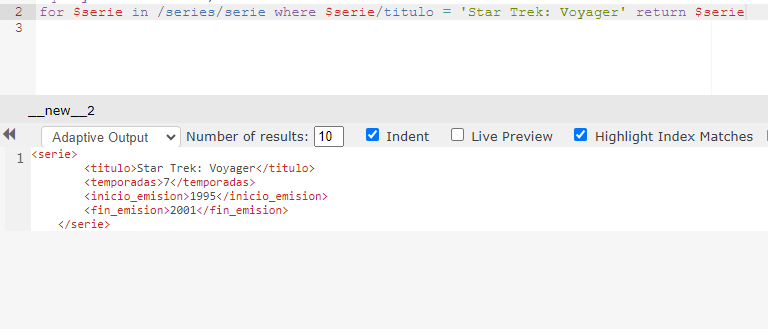 2 for $serie in /series/serie where $serie/titulo = 'Star Trek: Voyager' return $serie
3
__new__2
Adaptive Output Number of results: 10 Indent Live Preview Highlight Index Matches
1 <serie>
<titulo>Star Trek: Voyager</titulo>
<temporadas>7</temporadas>
<inicio_emision>1995</inicio_emision>
<fin_emision>2001</fin_emision>
</serie>